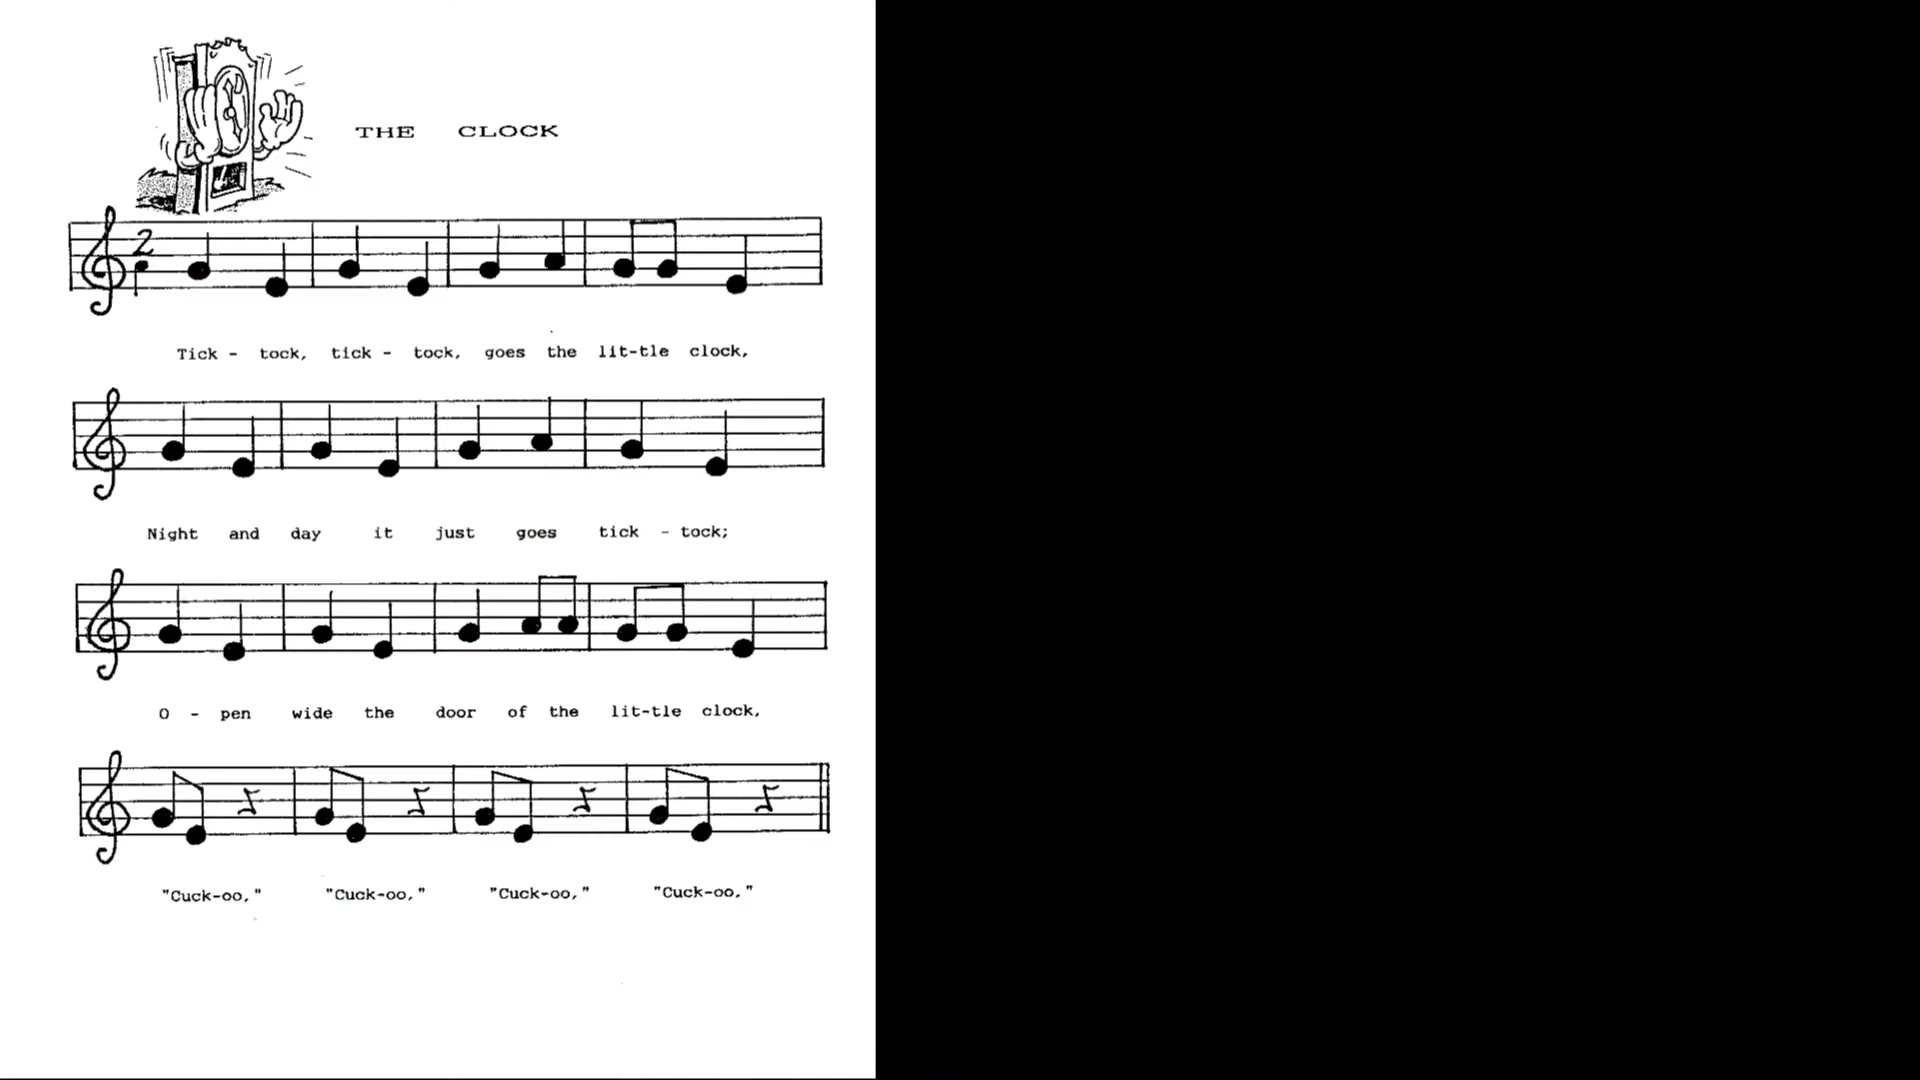 THE CLOCK
2
Tick - tock, tick - tock, goes the lit-tle clock,
Night and day it just goes tick - tock;
O - pen wide the door of the lit-tle clock,
"Cuck-oo," "Cuck-oo," "Cuck-oo," "Cuck-oo,"